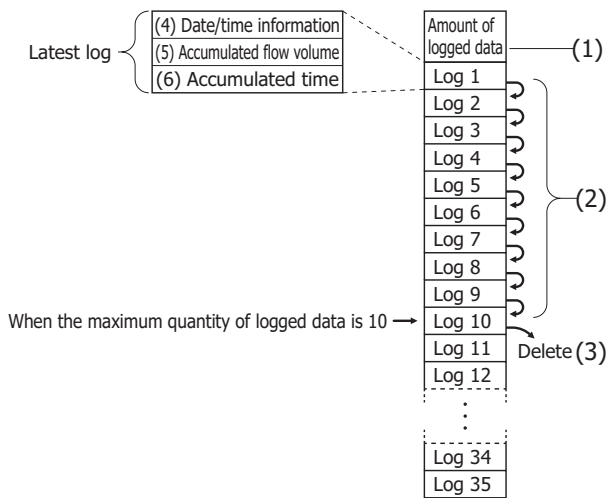 Latest log
(4) Date/time information
(5) Accumulated flow volume
(6) Accumulated time
Amount of
logged data
(1)
Log 1
Log 2
Log 3
Log 4
Log 5
Log 6
Log 7
Log 8
Log 9
(2)
When the maximum quantity of logged data is 10
Log 10
Log 11
Delete (3)
Log 12
Log 34
Log 35